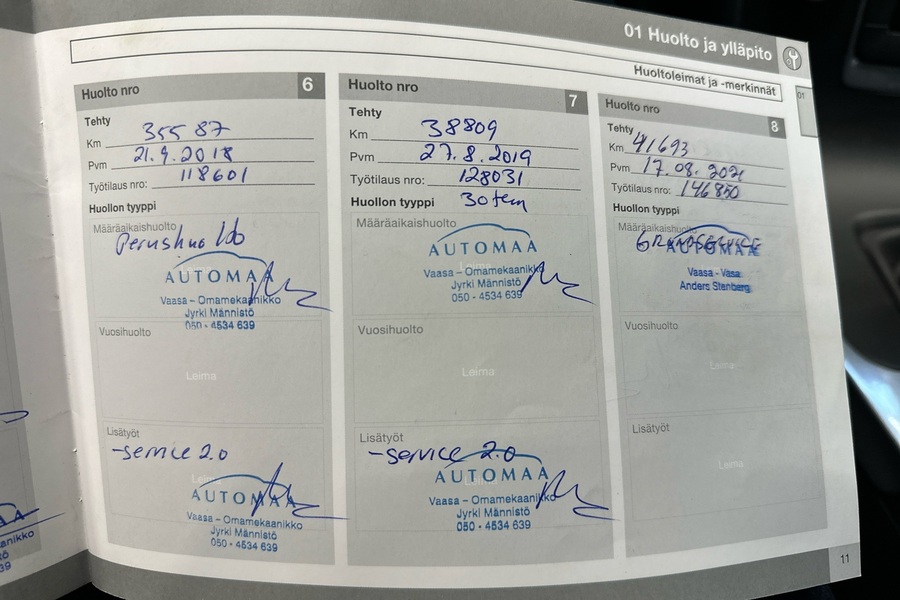 01 Huolto ja ylläpito
Huoltoleimat ja -merkinnät
01
Huolto nro 6
Tehty
Km 35587
Pvm 21.9.2018
Työtilaus nro: 118601
Huollon tyyppi
Määräaikaishuolto
Perushuolto
AUTOMAA
Vaasa – Omamekaanikko
Jyrki Männistö
050 - 4534 639
Vuosihuolto
Leima
Lisätyöt
-service 2.0
AUTOMAA
Vaasa – Omamekaanikko
Jyrki Männistö
050 - 4534 639
Huolto nro 7
Tehty
Km 38809
Pvm 27.8.2019
Työtilaus nro: 128031
Huollon tyyppi 30 tkm
Määräaikaishuolto
AUTOMAA
Vaasa – Omamekaanikko
Jyrki Männistö
050 - 4534 639
Vuosihuolto
Leima
Lisätyöt
-service 2.0
AUTOMAA
Vaasa – Omamekaanikko
Jyrki Männistö
050 - 4534 639
Huolto nro 8
Tehty
Km 41693
Pvm 17.08.2021
Työtilaus nro: 146850
Huollon tyyppi
Määräaikaishuolto
AUTOMAA
Vaasa - Vasa
Anders Stenberg
Vuosihuolto
Leima
Lisätyöt
Leima
11